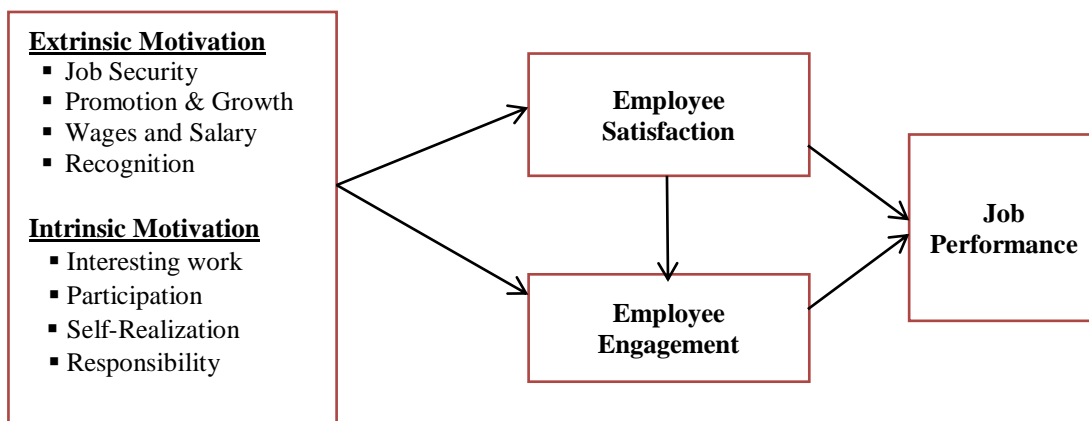 Extrinsic Motivation
▪ Job Security
▪ Promotion & Growth
▪ Wages and Salary
▪ Recognition
Intrinsic Motivation
▪ Interesting work
▪ Participation
▪ Self-Realization
▪ Responsibility
Employee
Satisfaction
Employee
Engagement
Job
Performance